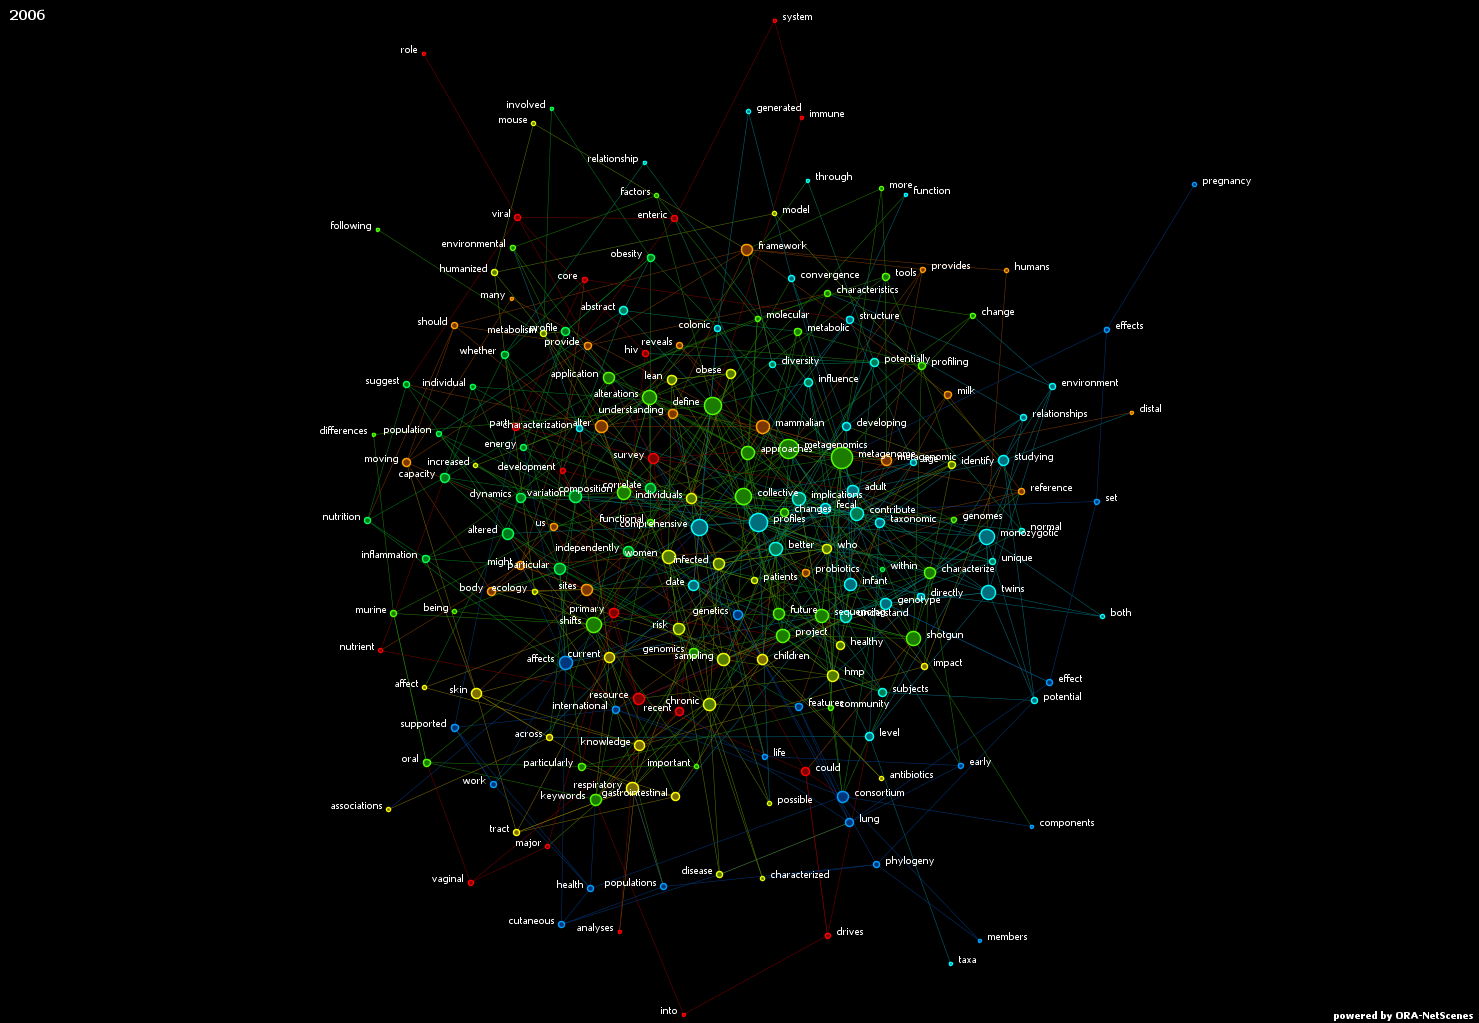 2006
system
role
involved
generated
immune
mouse
relationship
through
pregnancy
more
function
factors
viral
enteric
model
following
environmental
framework
obesity
humanized
core
convergence
tools
provides
humans
many
characteristics
abstract
should
metabolism
profile
colonic
molecular
metabolic
structure
change
effects
whether
provide
hiv
reveals
diversity
potentially
profiling
suggest
individual
application
lean
obese
influence
environment
alterations
define
milk
understanding
relationships
distal
part
characterization
alter
mammalian
developing
differences
population
energy
approaches
metagenomics
metagenome
metagenomic
age
identify
studying
moving
increased
development
survey
capacity
dynamics
variation
composition
correlate
individuals
collective
implications
adult
reference
set
fecal
changes
contribute
nutrition
us
functional
comprehensive
profiles
taxonomic
genomes
normal
monozygotic
altered
inflammation
independently
women
infected
better
who
unique
might
particular
patients
probiotics
within
characterize
body
ecology
sites
date
infant
directly
twins
murine
being
primary
genetics
future
sequencing
genotype
understand
both
shifts
risk
project
shotgun
nutrient
affects
current
genomics
sampling
children
healthy
impact
affect
skin
hmp
effect
resource
international
recent
chronic
features
community
subjects
potential
supported
across
knowledge
level
oral
particularly
important
life
could
early
work
respiratory
antibiotics
associations
keywords
gastrointestinal
possible
consortium
tract
lung
components
major
phylogeny
vaginal
health
populations
disease
characterized
cutaneous
analyses
drives
members
taxa
into
powered by ORA-NetScenes